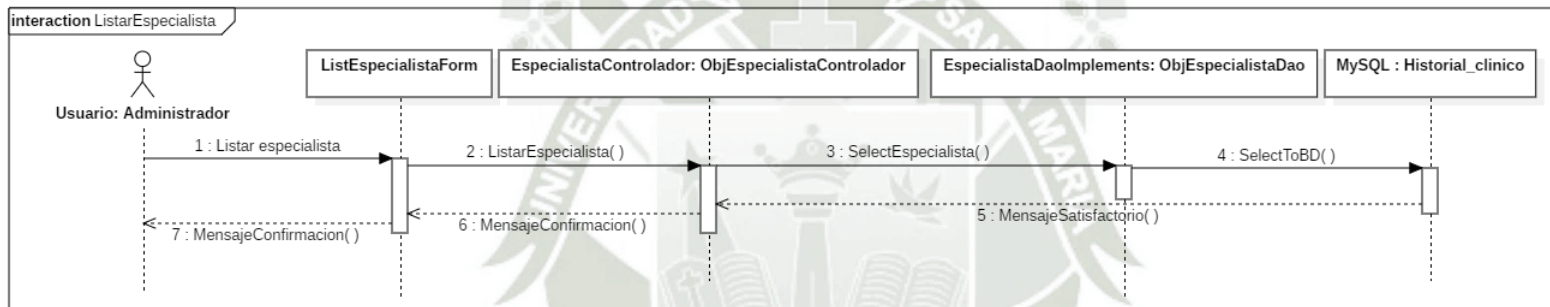 interaction ListarEspecialista
ListEspecialistaForm
EspecialistaControlador: ObjEspecialistaControlador
EspecialistaDaoImplements: ObjEspecialistaDao
MySQL : Historial_clinico
Usuario: Administrador
1 : Listar especialista
2 : ListarEspecialista( )
3 : SelectEspecialista( )
4 : SelectToBD( )
5 : MensajeSatisfactorio( )
6 : MensajeConfirmacion( )
7 : MensajeConfirmacion( )